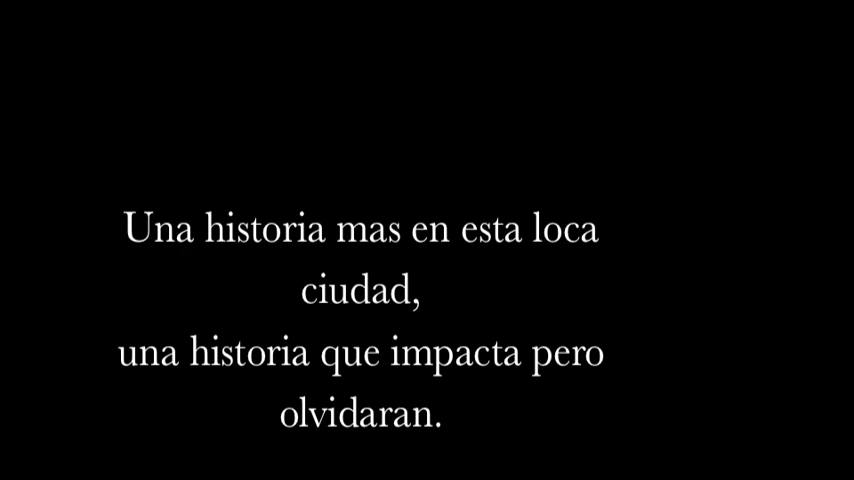 Una historia mas en esta loca
ciudad,
una historia que impacta pero
olvidaran.